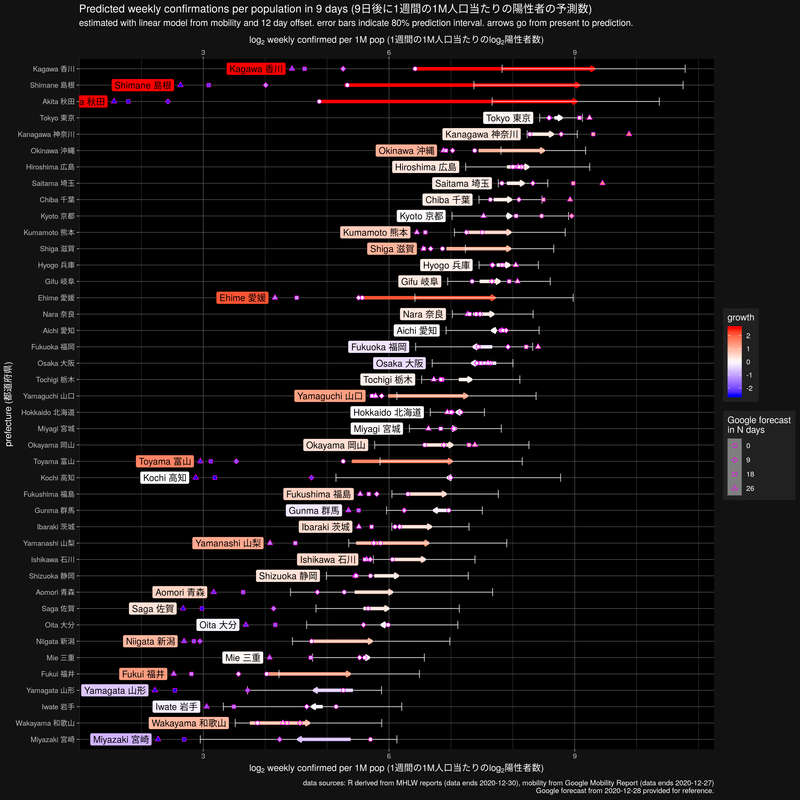 Predicted weekly confirmations per population in 9 days (9日後に1週間の1M人口当たりの陽性者の予測数)
estimated with linear model from mobility and 12 day offset. error bars indicate 80% prediction interval. arrows go from present to prediction.
log₂ weekly confirmed per 1M pop (1週間の1M人口当たりのlog₂陽性者数)
3 6 9
prefecture (都道府県)
Kagawa 香川 Kagawa 香川
Shimane 島根 Shimane 島根
Akita 秋田 a 秋田
Tokyo 東京 Tokyo 東京
Kanagawa 神奈川 Kanagawa 神奈川
Okinawa 沖縄 Okinawa 沖縄
Hiroshima 広島 Hiroshima 広島
Saitama 埼玉 Saitama 埼玉
Chiba 千葉 Chiba 千葉
Kyoto 京都 Kyoto 京都
Kumamoto 熊本 Kumamoto 熊本
Shiga 滋賀 Shiga 滋賀
Hyogo 兵庫 Hyogo 兵庫
Gifu 岐阜 Gifu 岐阜
Ehime 愛媛 Ehime 愛媛
Nara 奈良 Nara 奈良
Aichi 愛知 Aichi 愛知
Fukuoka 福岡 Fukuoka 福岡
Osaka 大阪 Osaka 大阪
Tochigi 栃木 Tochigi 栃木
Yamaguchi 山口 Yamaguchi 山口
Hokkaido 北海道 Hokkaido 北海道
Miyagi 宮城 Miyagi 宮城
Okayama 岡山 Okayama 岡山
Toyama 富山 Toyama 富山
Kochi 高知 Kochi 高知
Fukushima 福島 Fukushima 福島
Gunma 群馬 Gunma 群馬
Ibaraki 茨城 Ibaraki 茨城
Yamanashi 山梨 Yamanashi 山梨
Ishikawa 石川 Ishikawa 石川
Shizuoka 静岡 Shizuoka 静岡
Aomori 青森 Aomori 青森
Saga 佐賀 Saga 佐賀
Oita 大分 Oita 大分
Niigata 新潟 Niigata 新潟
Mie 三重 Mie 三重
Fukui 福井 Fukui 福井
Yamagata 山形 Yamagata 山形
Iwate 岩手 Iwate 岩手
Wakayama 和歌山 Wakayama 和歌山
Miyazaki 宮崎 Miyazaki 宮崎
3 6 9
log₂ weekly confirmed per 1M pop (1週間の1M人口当たりのlog₂陽性者数)
growth
2
1
0
-1
-2
Google forecast
in N days
0
9
18
26
data sources: R derived from MHLW reports (data ends 2020-12-30), mobility from Google Mobility Report (data ends 2020-12-27)
Google forecast from 2020-12-28 provided for reference.